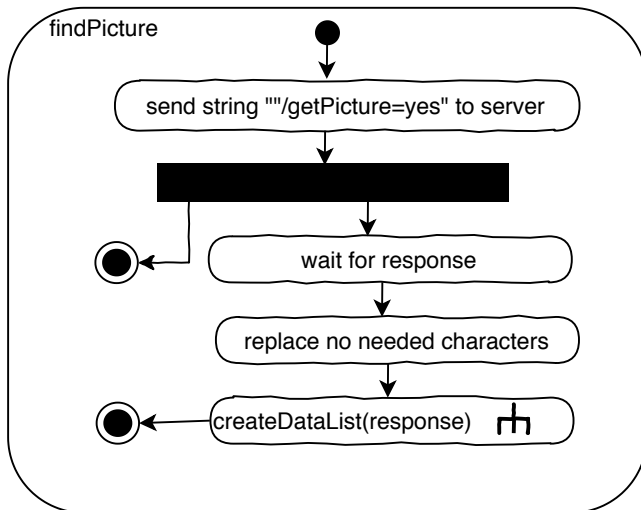 findPicture
send string ""/getPicture=yes" to server
wait for response
replace no needed characters
createDataList(response)